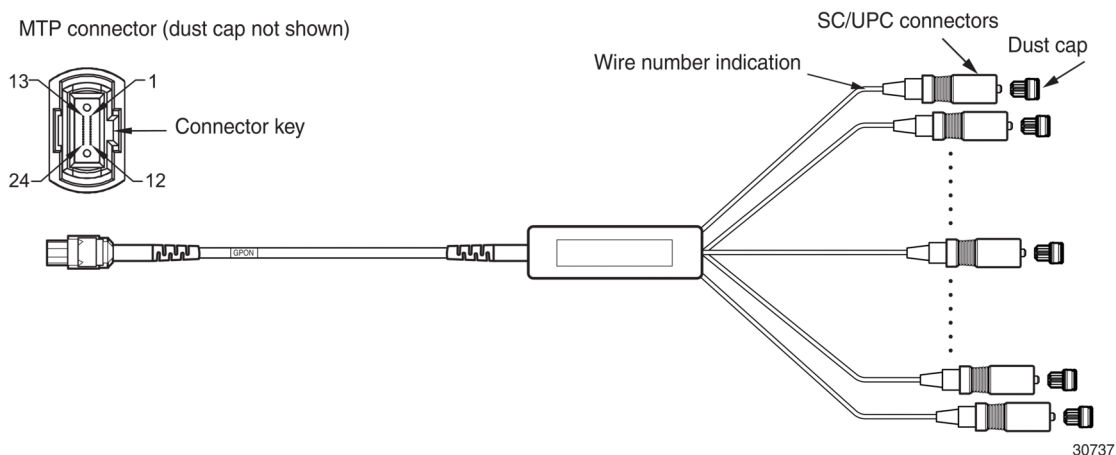 MTP connector (dust cap not shown)
13
1
Connector key
24
12
GPON
SC/UPC connectors
Dust cap
Wire number indication
30737